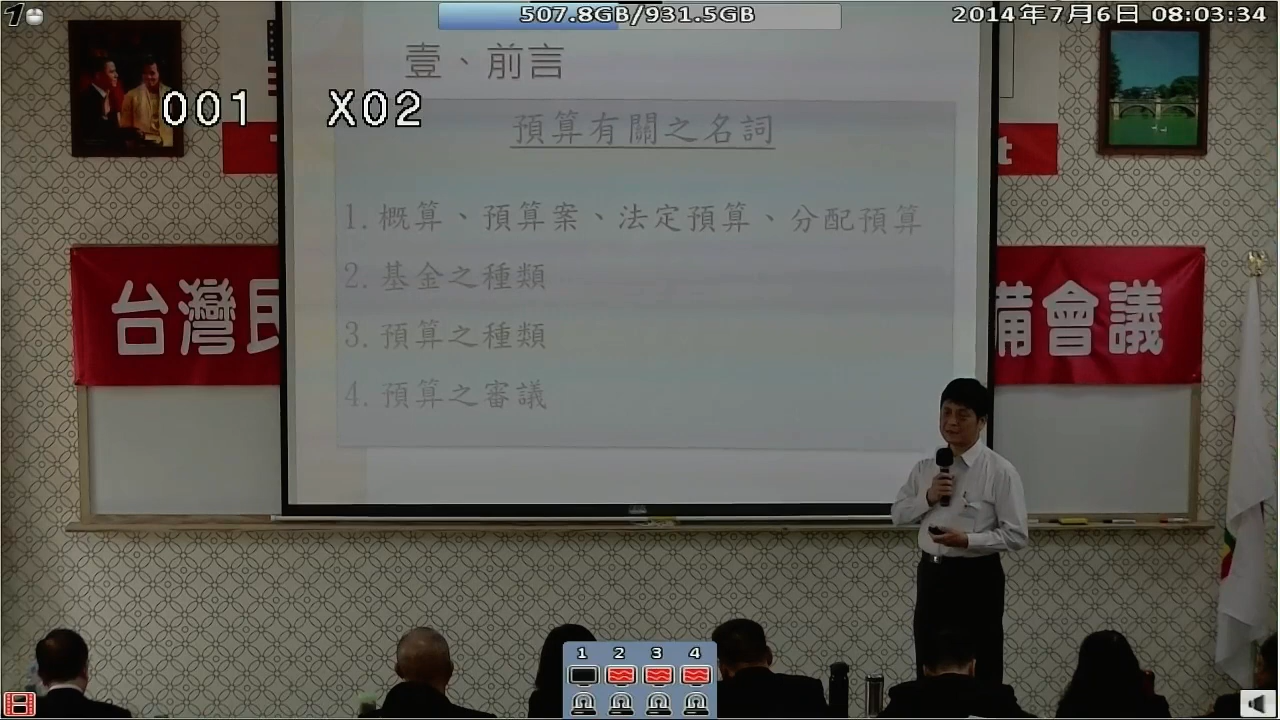 1
507.8GB/931.5GB
2014年7月6日 08:03:34
壹、前言
001 X02
預算有關之名詞
t
1. 概算、預算案、法定預算、分配預算
2. 基金之種類
3. 預算之種類
4. 預算之審議
台灣民
備會議
1 2 3 4